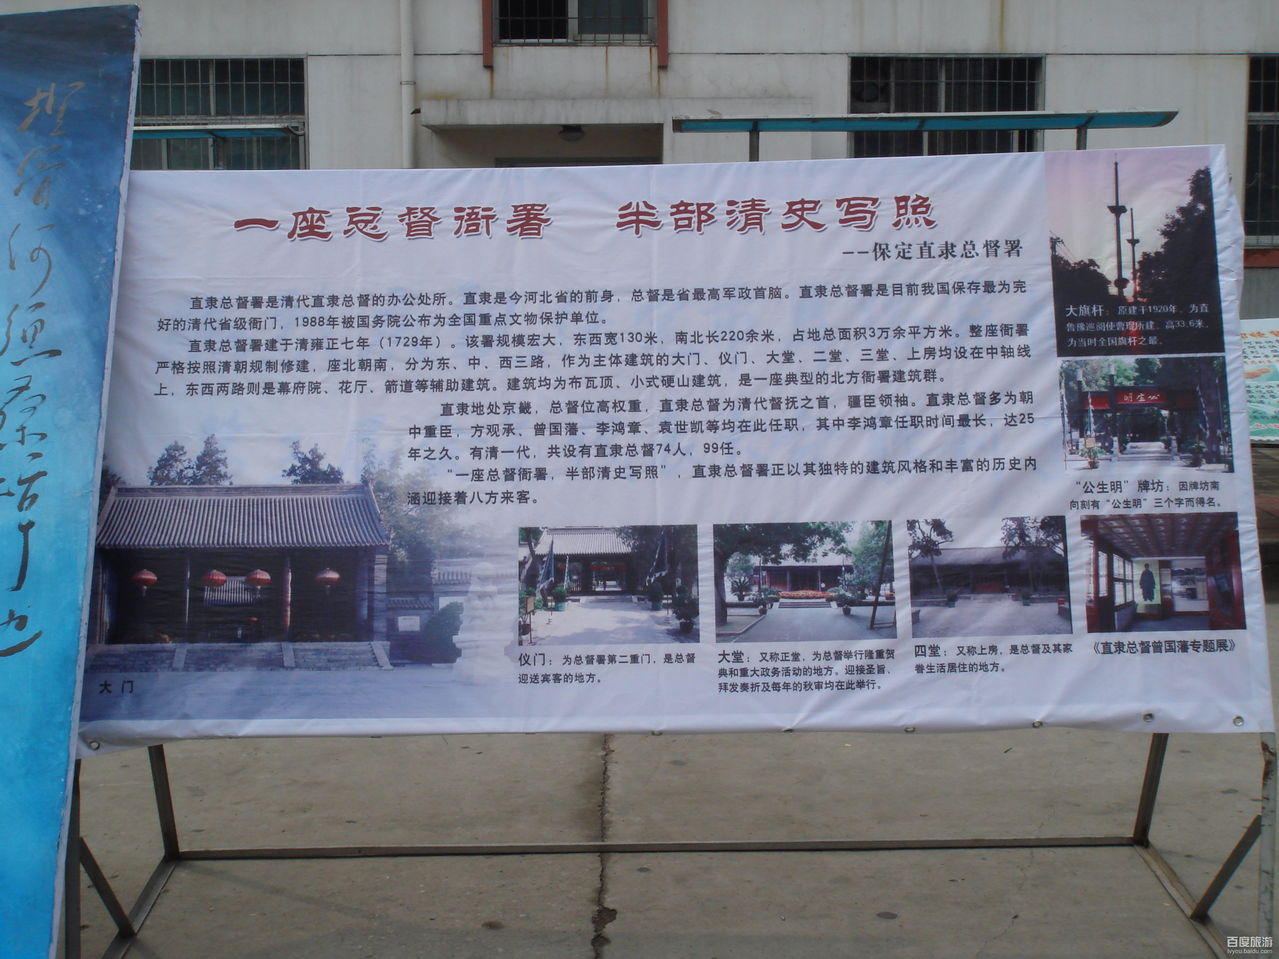 一座总督衙署 半部清史写照
——保定直隶总督署
直隶总督署是清代直隶总督的办公处所。直隶是今河北省的前身，总督是省最高军政首脑。直隶总督署是目前我国保存最为完
好的清代省级衙门，1988年被国务院公布为全国重点文物保护单位。
直隶总督署建于清雍正七年（1729年）。该署规模宏大，东西宽130米，南北长220余米，占地总面积3万余平方米。整座衙署
严格按照清朝规制修建，座北朝南，分为东、中、西三路，作为主体建筑的大门、仪门、大堂、二堂、三堂、上房均设在中轴线
上，东西两路则是幕府院、花厅、箭道等辅助建筑。建筑均为布瓦顶、小式硬山建筑，是一座典型的北方衙署建筑群。
直隶地处京畿，总督位高权重，直隶总督为清代督抚之首，疆臣领袖。直隶总督多为朝
中重臣，方观承、曾国藩、李鸿章、袁世凯等均在此任职，其中李鸿章任职时间最长，达25
年之久。有清一代，共设有直隶总督74人，99任。
“一座总督衙署，半部清史写照”，直隶总督署正以其独特的建筑风格和丰富的历史内
涵迎接着八方来客。
大旗杆：原建于1920年，为直
鲁豫巡阅使曹锟所建，高33.6米，
为当时全国旗杆之最。
公生明
“公生明”牌坊：因牌坊南
向刻有“公生明”三个字而得名。
大门
仪门：为总督署第二重门，是总督
迎送宾客的地方。
大堂：又称正堂，为总督举行隆重贺
典和重大政务活动的地方。迎接圣旨、
拜发奏折及每年的秋审均在此举行。
四堂：又称上房，是总督及其家
眷生活居住的地方。
《直隶总督曾国藩专题展》
百度旅游
lvyou.baidu.com